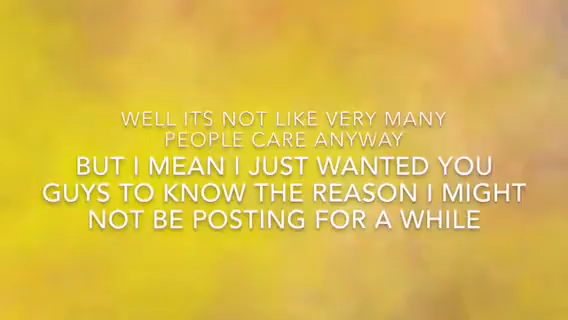 WELL ITS NOT LIKE VERY MANY
PEOPLE CARE ANYWAY
BUT I MEAN I JUST WANTED YOU
GUYS TO KNOW THE REASON I MIGHT
NOT BE POSTING FOR A WHILE